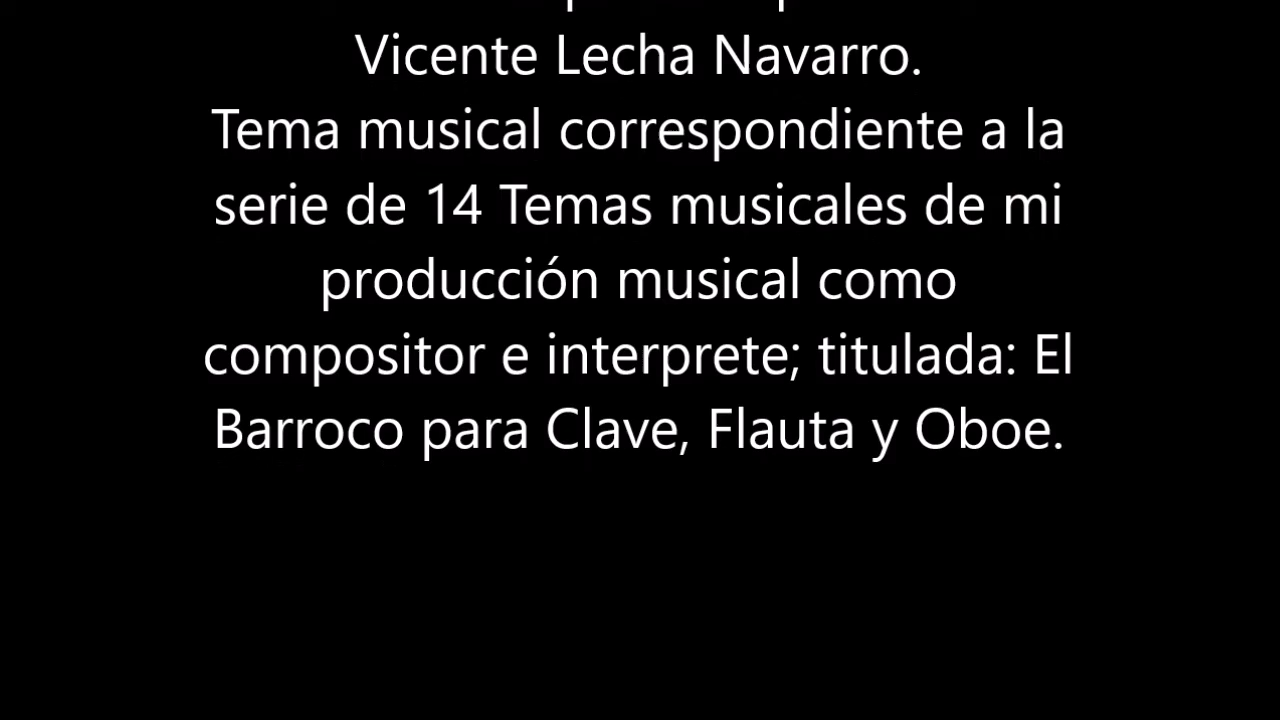 Vicente Lecha Navarro.
Tema musical correspondiente a la
serie de 14 Temas musicales de mi
producción musical como
compositor e interprete; titulada: El
Barroco para Clave, Flauta y Oboe.